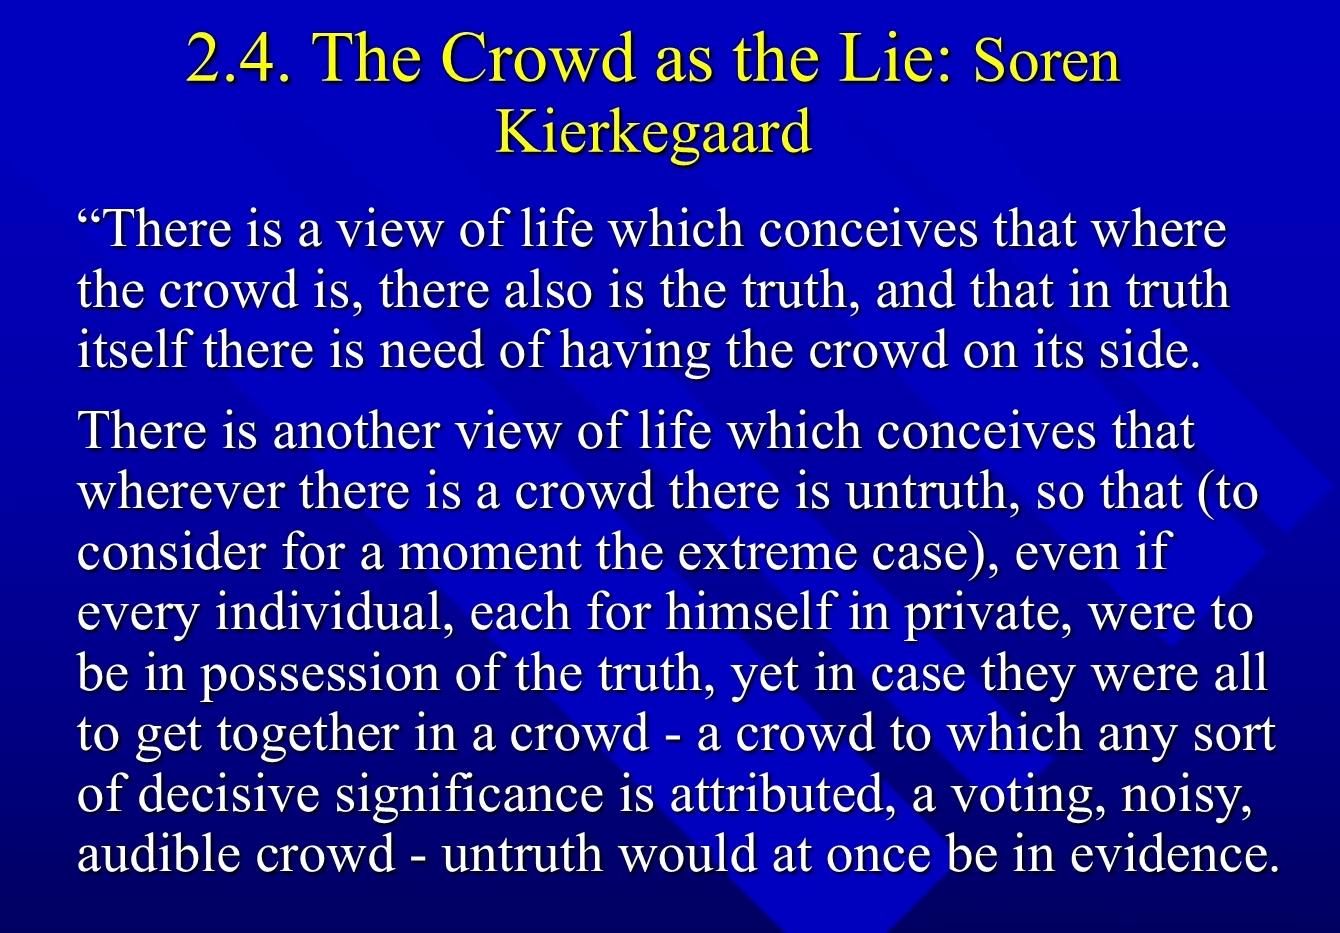 2.4. The Crowd as the Lie: Soren
Kierkegaard
“There is a view of life which conceives that where
the crowd is, there also is the truth, and that in truth
itself there is need of having the crowd on its side.
There is another view of life which conceives that
wherever there is a crowd there is untruth, so that (to
consider for a moment the extreme case), even if
every individual, each for himself in private, were to
be in possession of the truth, yet in case they were all
to get together in a crowd - a crowd to which any sort
of decisive significance is attributed, a voting, noisy,
audible crowd - untruth would at once be in evidence.